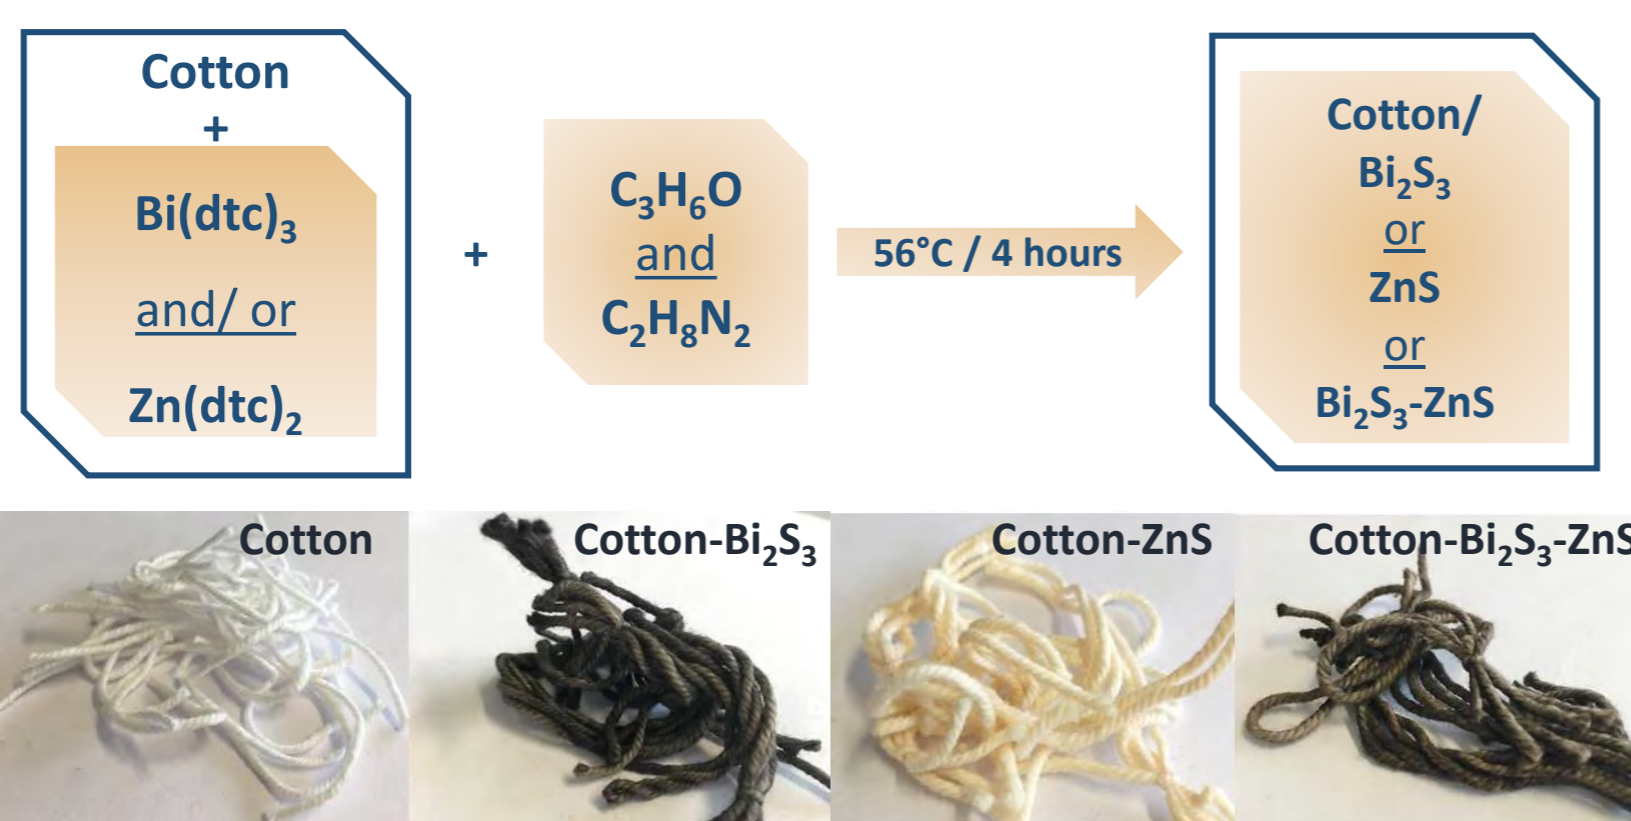 Cotton
+
Bi(dtc)₃
and/ or
Zn(dtc)₂
+
C₃H₆O
and
C₂H₈N₂
56°C / 4 hours
Cotton/
Bi₂S₃
or
ZnS
or
Bi₂S₃-ZnS
Cotton
Cotton-Bi₂S₃
Cotton-ZnS
Cotton-Bi₂S₃-ZnS